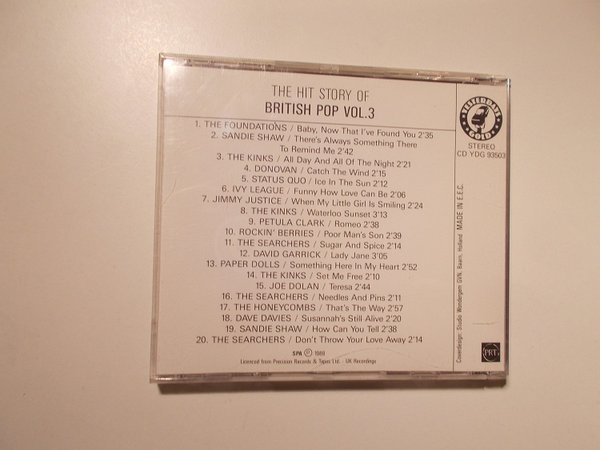 THE HIT STORY OF
BRITISH POP VOL.3
1. THE FOUNDATIONS / Baby, Now That I've Found You 2'35
2. SANDIE SHAW / There's Always Something There
To Remind Me 2'42
3. THE KINKS / All Day And All Of The Night 2'21
4. DONOVAN / Catch The Wind 2'15
5. STATUS QUO / Ice In The Sun 2'12
6. IVY LEAGUE / Funny How Love Can Be 2'06
7. JIMMY JUSTICE / When My Little Girl Is Smiling 2'24
8. THE KINKS / Waterloo Sunset 3'13
9. PETULA CLARK / Romeo 2'38
10. ROCKIN' BERRIES / Poor Man's Son 2'39
11. THE SEARCHERS / Sugar And Spice 2'14
12. DAVID GARRICK / Lady Jane 3'05
13. PAPER DOLLS / Something Here In My Heart 2'52
14. THE KINKS / Set Me Free 2'10
15. JOE DOLAN / Teresa 2'44
16. THE SEARCHERS / Needles And Pins 2'11
17. THE HONEYCOMBS / That's The Way 2'57
18. DAVE DAVIES / Susannah's Still Alive 2'20
19. SANDIE SHAW / How Can You Tell 2'38
20. THE SEARCHERS / Don't Throw Your Love Away 2'14
SPA ℗ 1989
Licenced from Precision Records & Tapes Ltd. UK Recordings
YESTERDAYS
GOLD
STEREO
CD YDG 93503
Coverdesign: Studio Wendergem GVN, Baarn, Holland MADE IN E.E.C.
PRT